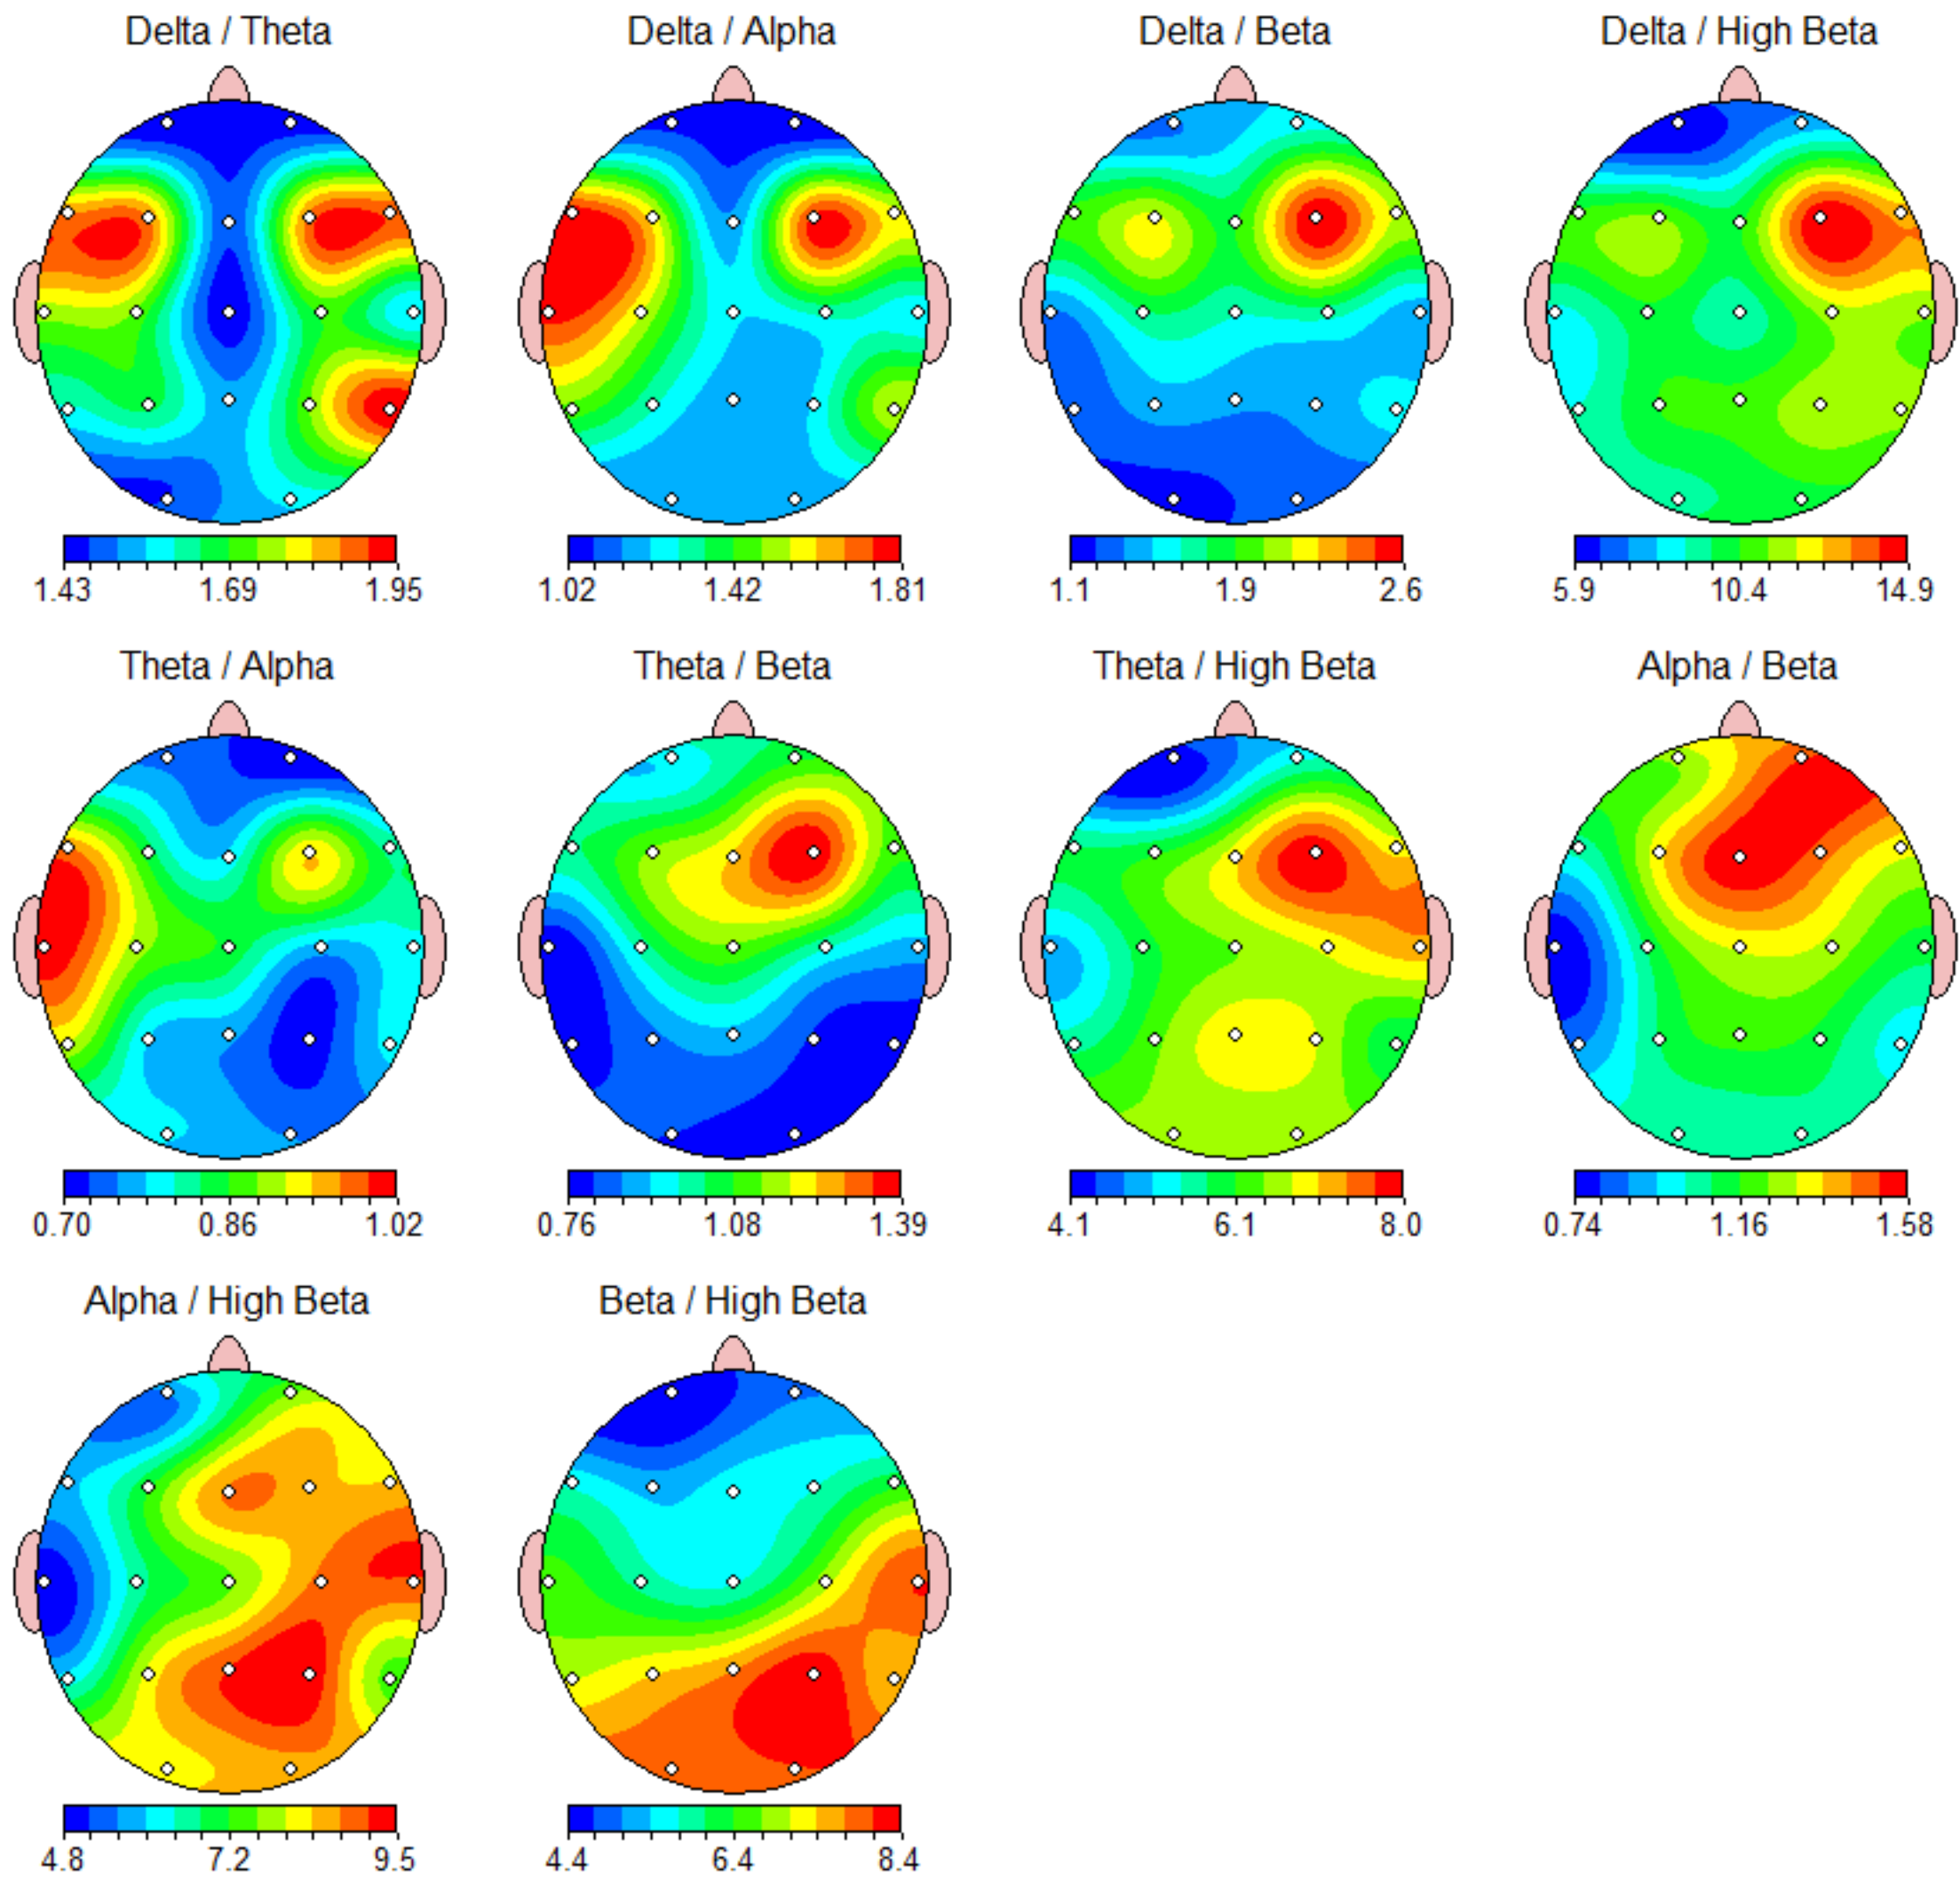 Delta / Theta
Delta / Alpha
Delta / Beta
Delta / High Beta
1.43 1.69 1.95
1.02 1.42 1.81
1.1 1.9 2.6
5.9 10.4 14.9
Theta / Alpha
Theta / Beta
Theta / High Beta
Alpha / Beta
0.70 0.86 1.02
0.76 1.08 1.39
4.1 6.1 8.0
0.74 1.16 1.58
Alpha / High Beta
Beta / High Beta
4.8 7.2 9.5
4.4 6.4 8.4